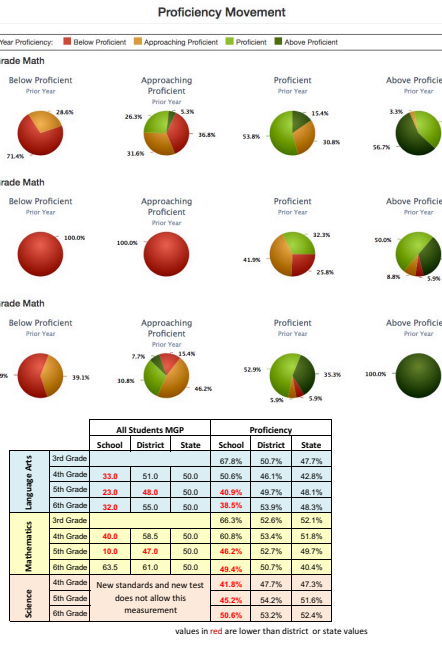 Proficiency Movement
Year Proficiency: Below Proficient Approaching Proficient Proficient Above Proficient
rade Math
Below Proficient Approaching Proficient Proficient Above Proficie
Prior Year Prior Year Prior Year Prior Year
28.6% 71.4%
5.3% 26.3% 36.8% 31.6%
15.4% 53.8% 30.8%
3.3% 56.7%
rade Math
Below Proficient Approaching Proficient Proficient Above Proficie
Prior Year Prior Year Prior Year Prior Year
100.0%
100.0%
32.3% 41.9% 25.8%
50.0% 8.8% 5.9%
rade Math
Below Proficient Approaching Proficient Proficient Above Proficie
Prior Year Prior Year Prior Year Prior Year
9% 39.1%
7.7% 15.4% 30.8% 46.2%
52.9% 35.3% 5.9% 5.9%
100.0%
All Students MGP Proficiency
School District State School District State
Language Arts
3rd Grade 67.8% 50.7% 47.7%
4th Grade 33.0 51.0 50.0 50.6% 46.1% 42.8%
5th Grade 23.0 48.0 50.0 40.9% 49.7% 48.1%
6th Grade 32.0 55.0 50.0 38.5% 53.9% 48.3%
Mathematics
3rd Grade 66.3% 52.6% 52.1%
4th Grade 40.0 58.5 50.0 60.8% 53.4% 51.8%
5th Grade 10.0 47.0 50.0 46.2% 52.7% 49.7%
6th Grade 63.5 61.0 50.0 49.4% 50.7% 40.4%
Science
New standards and new test
does not allow this
measurement
4th Grade 41.8% 47.7% 47.3%
5th Grade 45.2% 54.2% 51.6%
6th Grade 50.6% 53.2% 52.4%
values in red are lower than district or state values